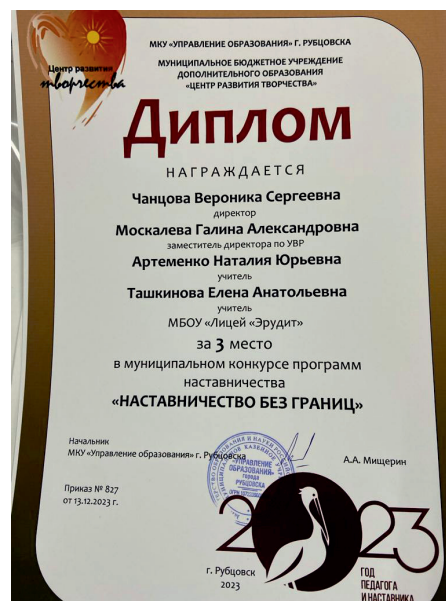 Центр развития
творчества
МКУ «УПРАВЛЕНИЕ ОБРАЗОВАНИЯ» Г. РУБЦОВСКА
МУНИЦИПАЛЬНОЕ БЮДЖЕТНОЕ УЧРЕЖДЕНИЕ
ДОПОЛНИТЕЛЬНОГО ОБРАЗОВАНИЯ
«ЦЕНТР РАЗВИТИЯ ТВОРЧЕСТВА»
Диплом
НАГРАЖДАЕТСЯ
Чанцова Вероника Сергеевна
директор
Москалева Галина Александровна
заместитель директора по УВР
Артеменко Наталия Юрьевна
учитель
Ташкинова Елена Анатольевна
учитель
МБОУ «Лицей «Эрудит»
за 3 место
в муниципальном конкурсе программ
наставничества
«НАСТАВНИЧЕСТВО БЕЗ ГРАНИЦ»
Начальник
МКУ «Управление образования» г. Рубцовска
А.А. Мищерин
«УПРАВЛЕНИЕ
ОБРАЗОВАНИЯ»
ГОРОДА
РУБЦОВСКА
Приказ № 827
от 13.12.2023 г.
2023
г. Рубцовск
2023
ГОД
ПЕДАГОГА
И НАСТАВНИКА